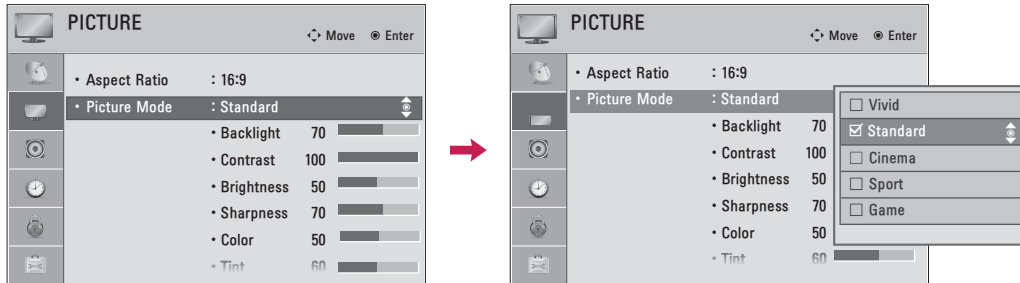 PICTURE
Move Enter
• Aspect Ratio : 16:9
• Picture Mode : Standard
• Backlight 70
• Contrast 100
• Brightness 50
• Sharpness 70
• Color 50
• Tint 60
PICTURE
Move Enter
• Aspect Ratio : 16:9
• Picture Mode : Standard
• Backlight 70
• Contrast 100
• Brightness 50
• Sharpness 70
• Color 50
• Tint 60
☐ Vivid
☑ Standard
☐ Cinema
☐ Sport
☐ Game